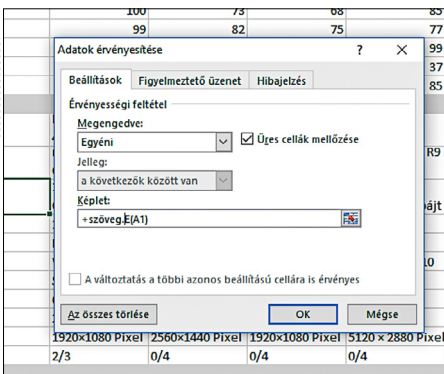 100 73 68 85
99 82 75 77
Adatok érvényesítése ? ×
99
37
85
Beállítások Figyelmeztető üzenet Hibajelzés
Érvényességi feltétel
Megengedve:
Egyéni Üres cellák mellőzése
R9
Jelleg:
a következők között van
Képlet:
ájt
+szöveg.E(A1)
10
A változtatás a többi azonos beállítású cellára is érvényes
Az összes törlése OK Mégse
1920×1080 Pixel 2560×1440 Pixel 1920×1080 Pixel 5120 × 2880 Pixel
2/3 0/4 0/4 0/4